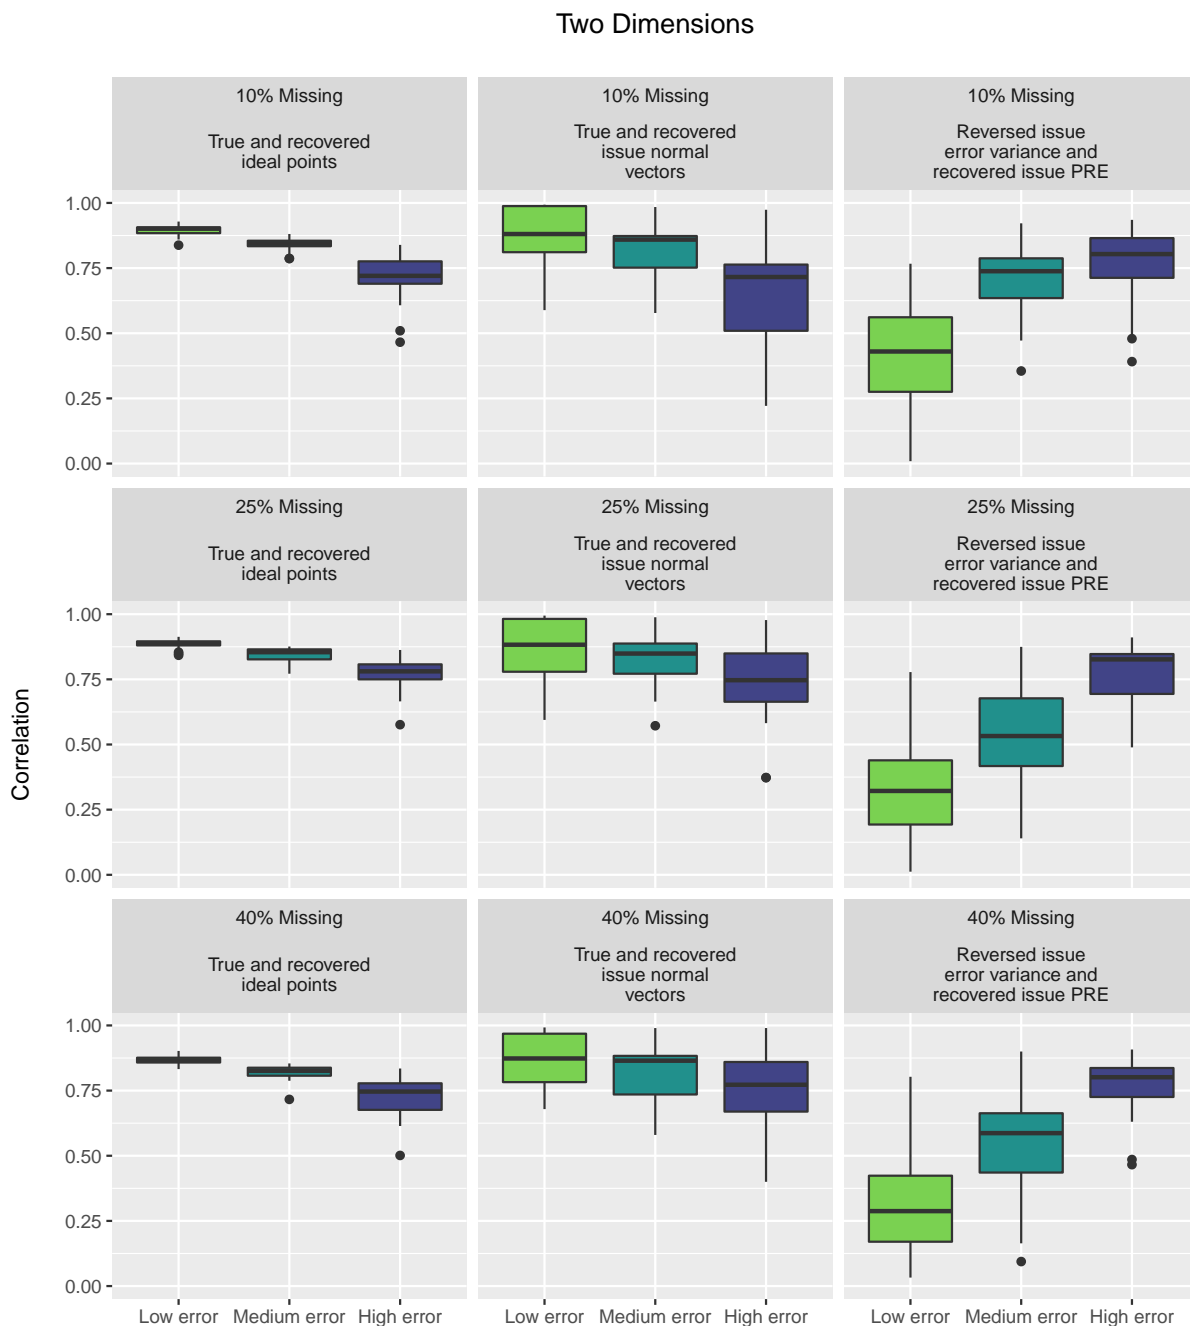 Two Dimensions
10% Missing
True and recovered
ideal points
10% Missing
True and recovered
issue normal
vectors
10% Missing
Reversed issue
error variance and
recovered issue PRE
1.00
0.75
0.50
0.25
0.00
25% Missing
True and recovered
ideal points
25% Missing
True and recovered
issue normal
vectors
25% Missing
Reversed issue
error variance and
recovered issue PRE
1.00
0.75
0.50
0.25
0.00
Correlation
40% Missing
True and recovered
ideal points
40% Missing
True and recovered
issue normal
vectors
40% Missing
Reversed issue
error variance and
recovered issue PRE
1.00
0.75
0.50
0.25
0.00
Low error Medium error High error
Low error Medium error High error
Low error Medium error High error